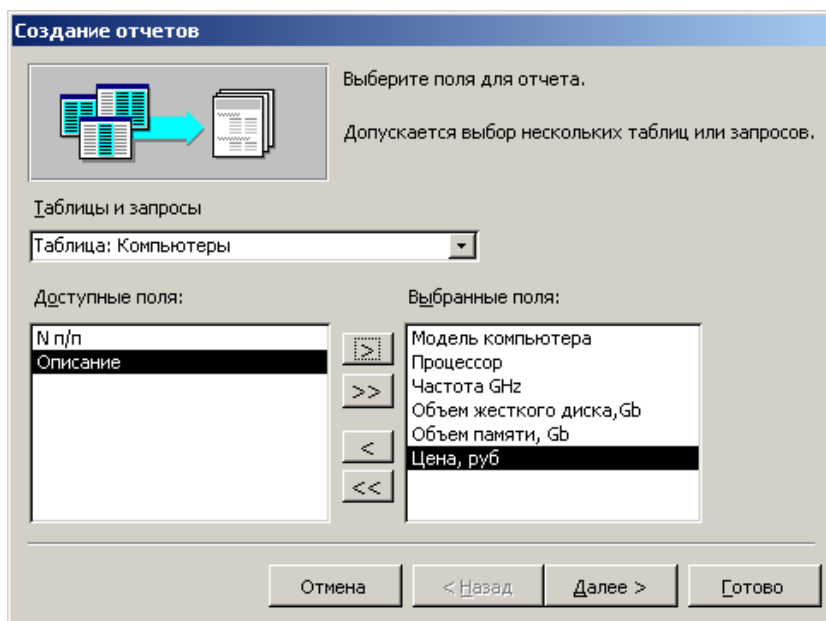 Создание отчетов
Выберите поля для отчета.
Допускается выбор нескольких таблиц или запросов.
Таблицы и запросы
Таблица: Компьютеры
Доступные поля:
Выбранные поля:
N п/п
Описание
>
>>
<
<<
Модель компьютера
Процессор
Частота GHz
Объем жесткого диска,Gb
Объем памяти, Gb
Цена, руб
Отмена
< Назад
Далее >
Готово